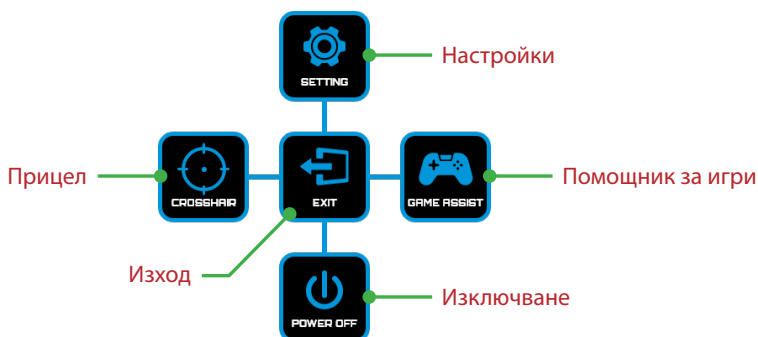 SETTING
Настройки
Прицел
CROSSHAIR
EXIT
GAME ASSIST
Помощник за игри
Изход
POWER OFF
Изключване